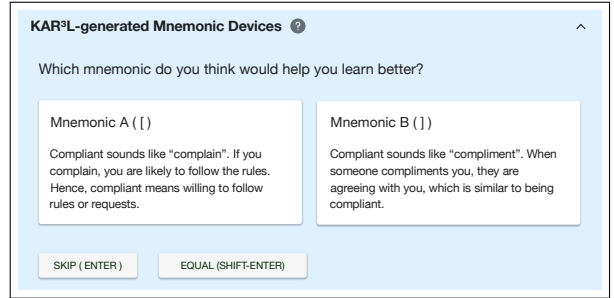 KAR³L-generated Mnemonic Devices ?
Which mnemonic do you think would help you learn better?
Mnemonic A ( [ )
Compliant sounds like “complain”. If you
complain, you are likely to follow the rules.
Hence, compliant means willing to follow
rules or requests.
Mnemonic B ( ] )
Compliant sounds like “compliment”. When
someone compliments you, they are
agreeing with you, which is similar to being
compliant.
SKIP ( ENTER )
EQUAL (SHIFT-ENTER)